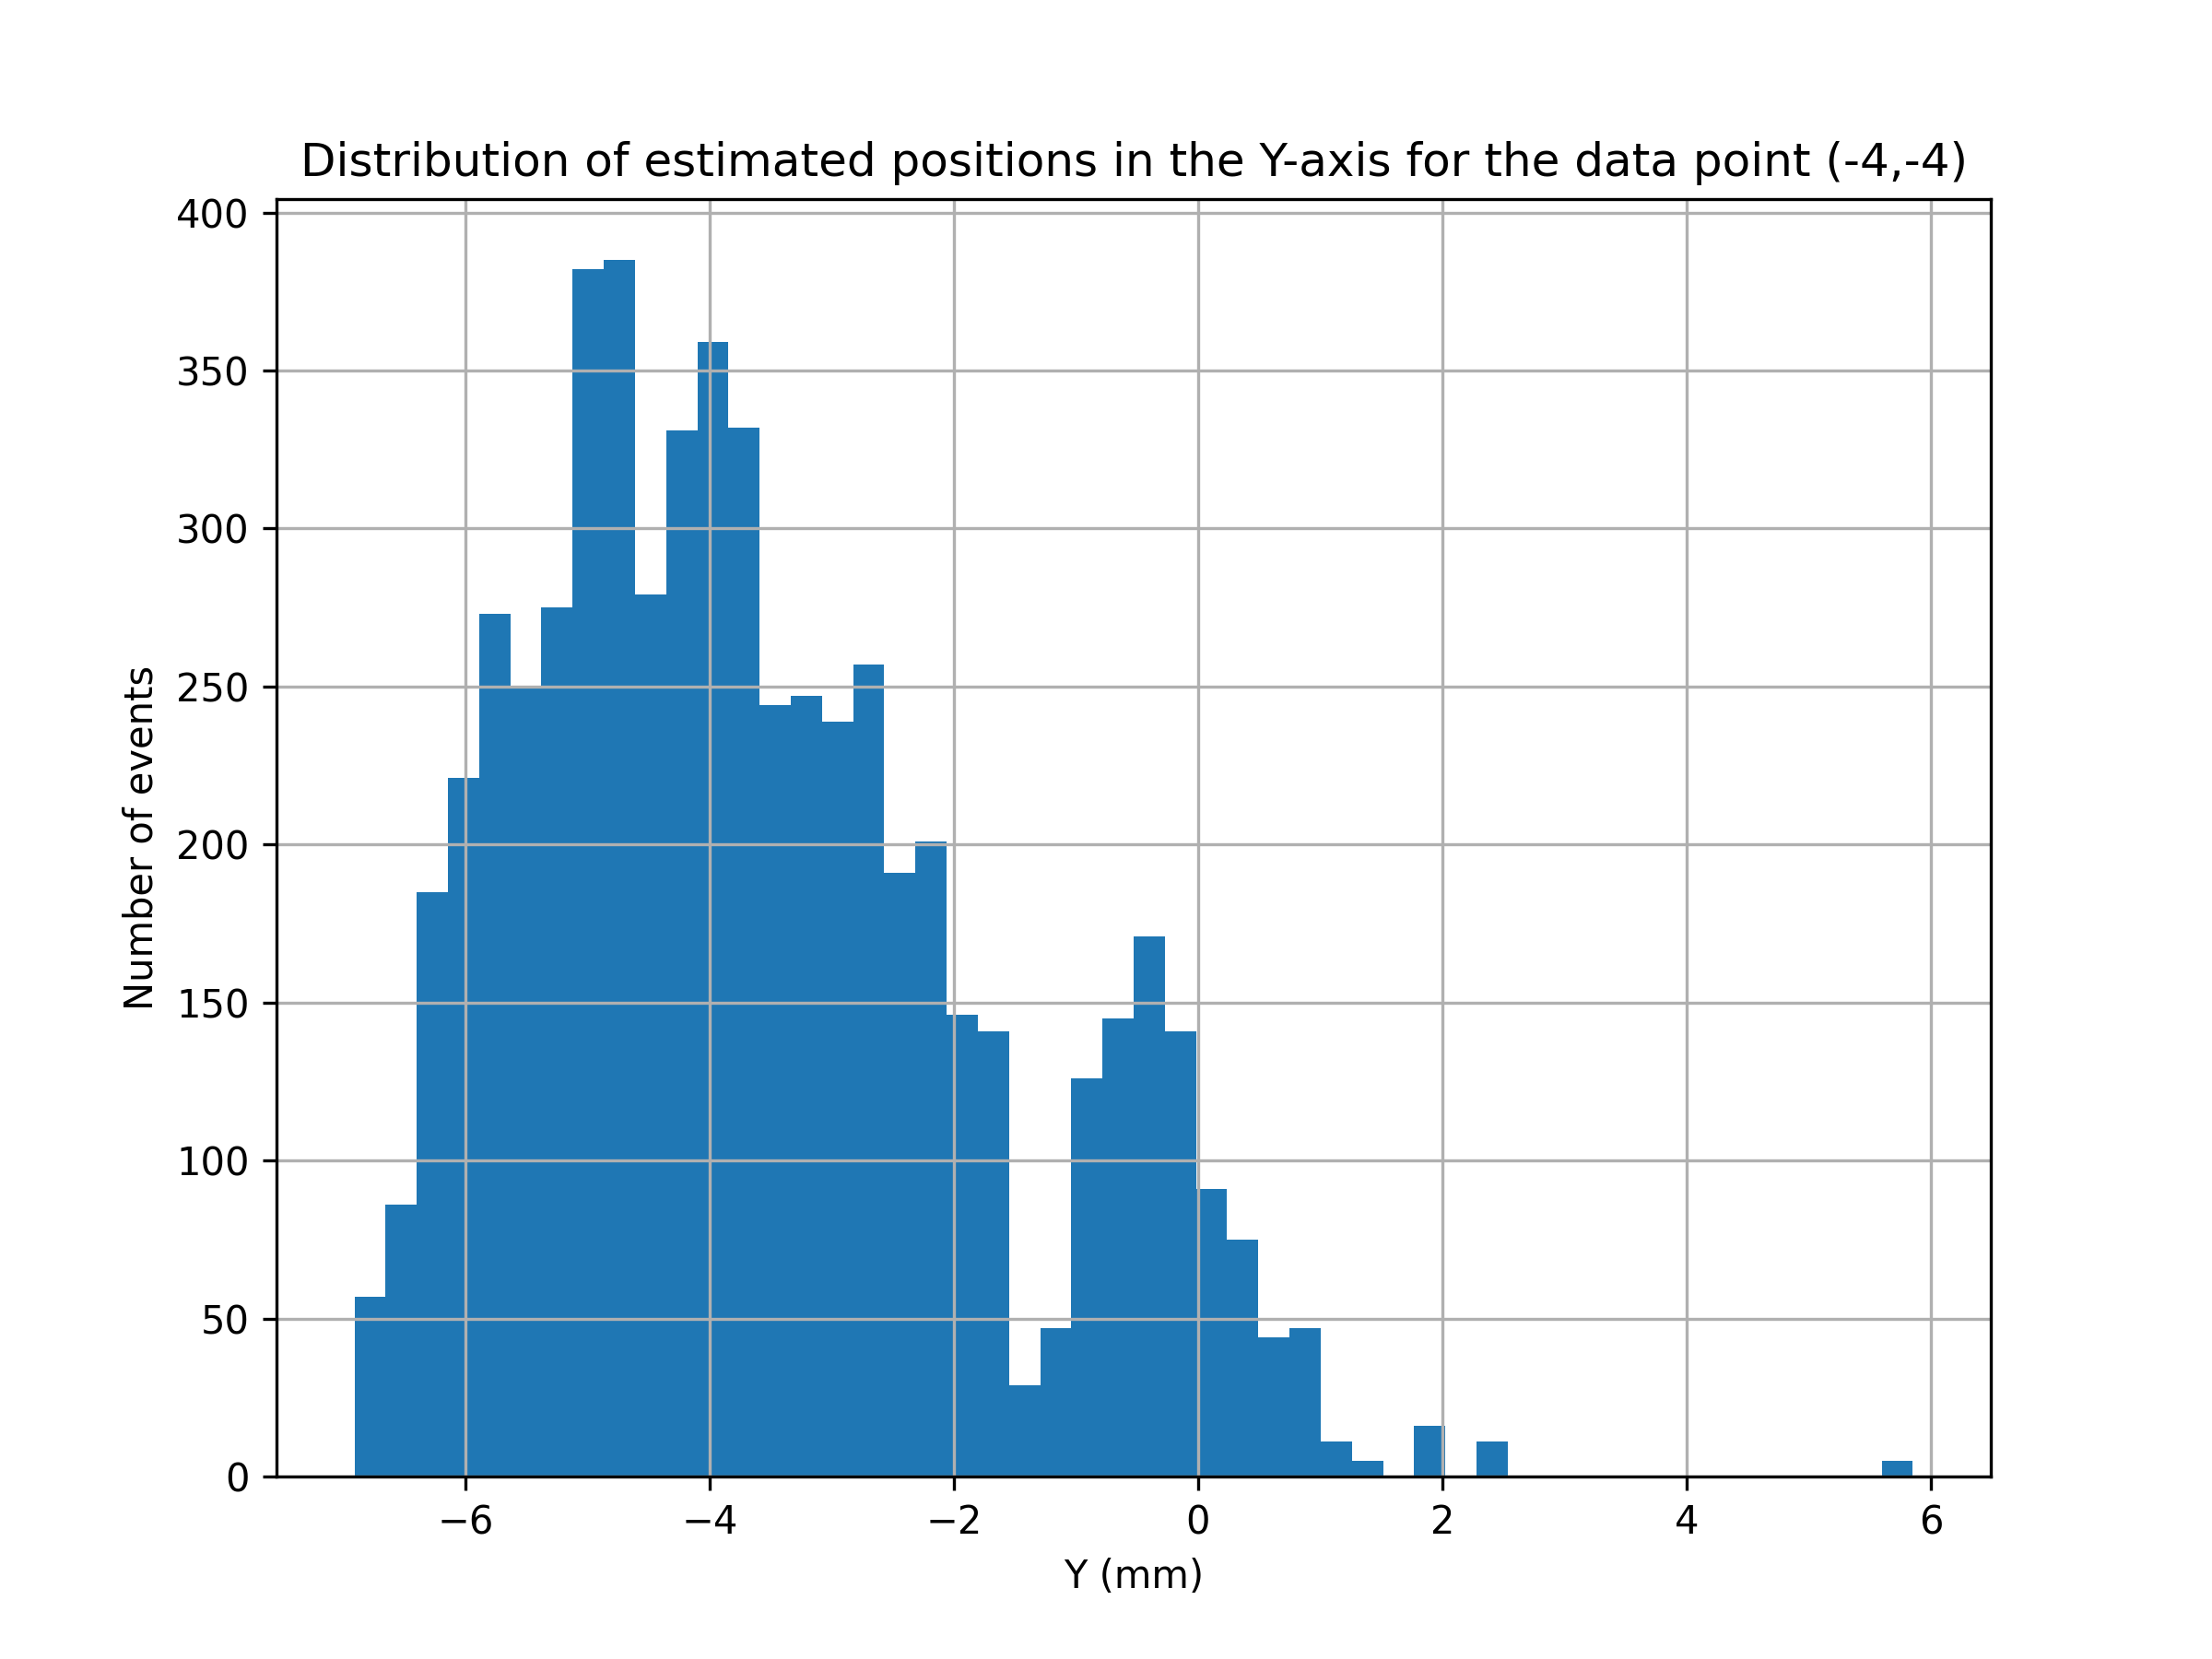 Distribution of estimated positions in the Y-axis for the data point (-4,-4)
400
350
300
250
200
150
100
50
0
Number of events
−6 −4 −2 0 2 4 6
Y (mm)